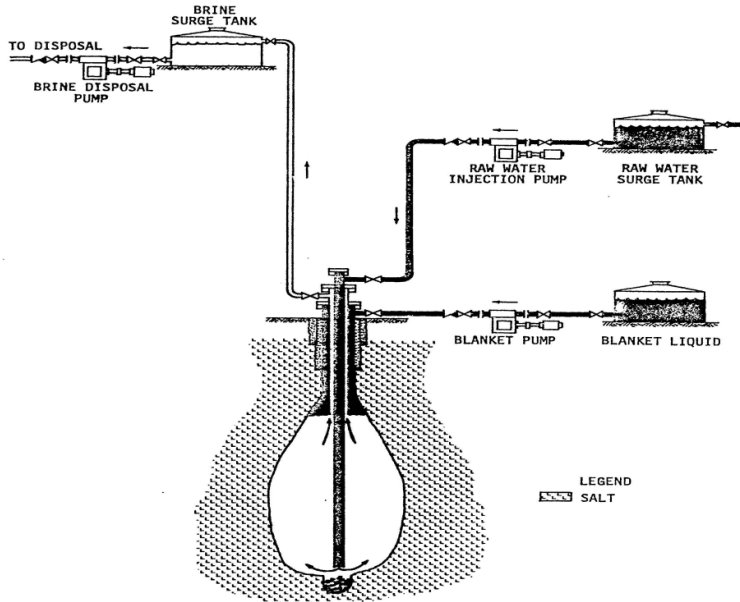 BRINE
SURGE TANK
TO DISPOSAL
BRINE DISPOSAL
PUMP
RAW WATER
INJECTION PUMP
RAW WATER
SURGE TANK
BLANKET PUMP
BLANKET LIQUID
LEGEND
SALT